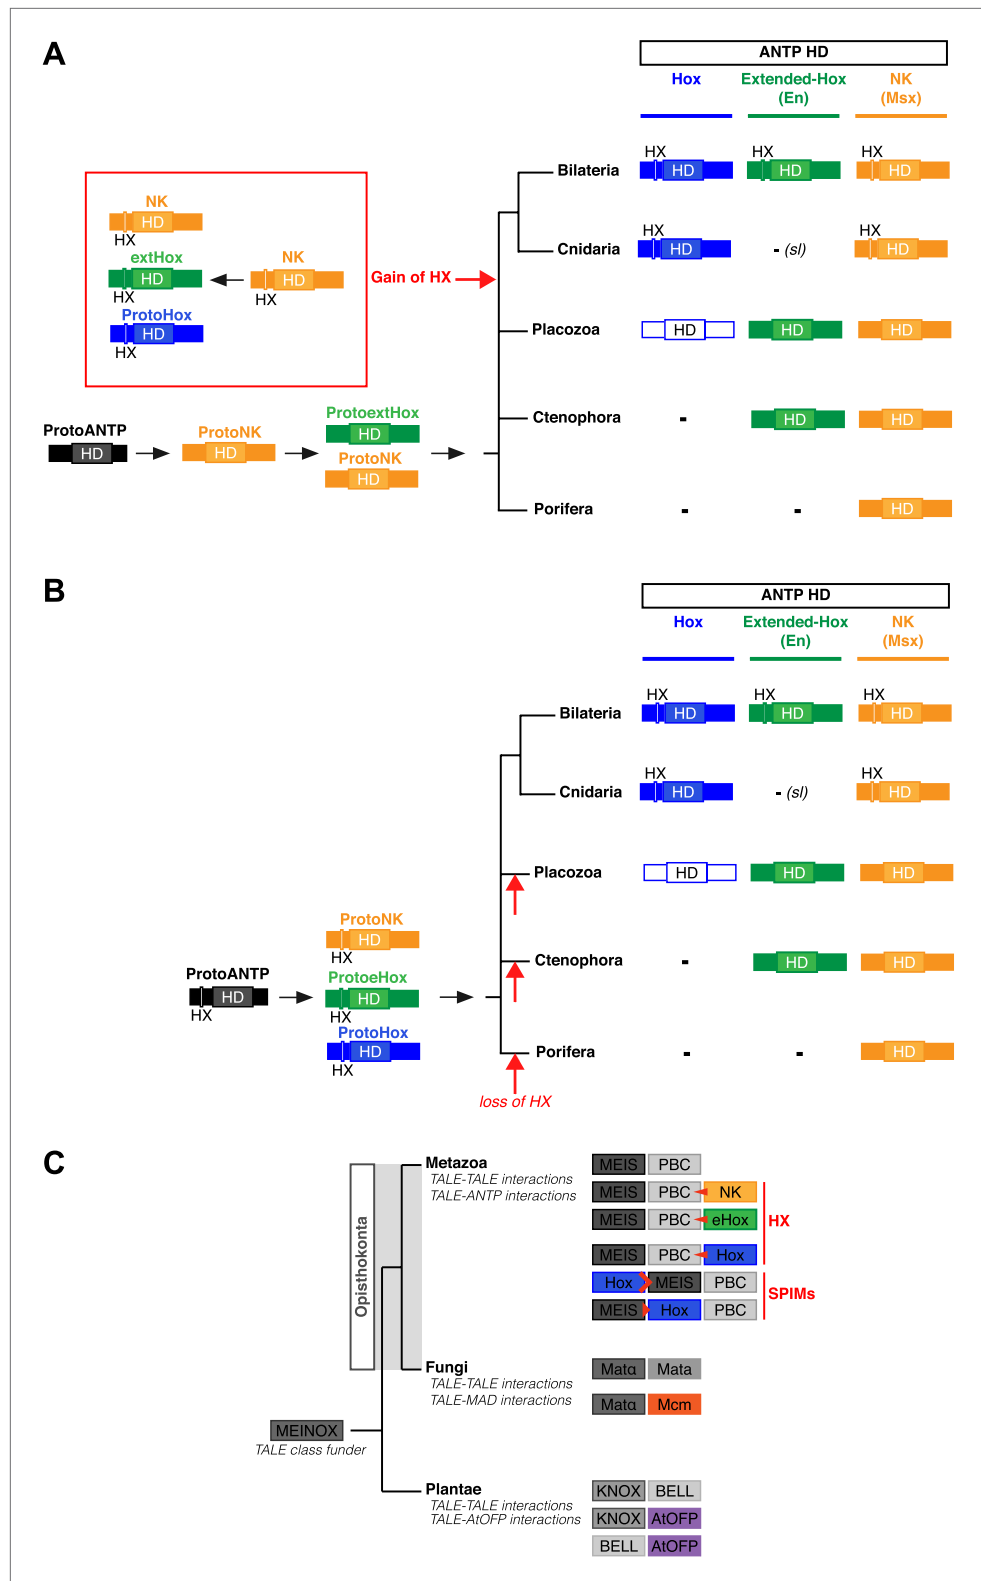 A
ANTP HD
Hox
Extended-Hox
(En)
NK
(Msx)
HX
HX
HX
Bilateria
HD
HD
HD
NK
HD
HX
extHox
HD
HX
NK
HD
HX
ProtoHox
HD
HX
Gain of HX
HX
HX
Cnidaria
HD
- (sl)
HD
Placozoa
HD
HD
HD
ProtoANTP
HD
ProtoNK
HD
ProtoextHox
HD
ProtoNK
HD
Ctenophora
-
HD
HD
Porifera
-
-
HD
B
ANTP HD
Hox
Extended-Hox
(En)
NK
(Msx)
HX
HX
HX
Bilateria
HD
HD
HD
HX
HX
Cnidaria
HD
- (sl)
HD
Placozoa
HD
HD
HD
ProtoNK
HD
HX
ProtoANTP
HD
HX
ProtoeHox
HD
HX
ProtoHox
HD
HX
Ctenophora
-
HD
HD
Porifera
-
-
HD
loss of HX
C
Opisthokonta
Metazoa
TALE-TALE interactions
TALE-ANTP interactions
MEIS PBC
MEIS PBC NK
MEIS PBC eHox
MEIS PBC Hox
HX
Hox MEIS PBC
MEIS Hox PBC
SPIMs
Fungi
TALE-TALE interactions
TALE-MAD interactions
Matα Mata
Matα Mcm
MEINOX
TALE class funder
Plantae
TALE-TALE interactions
TALE-AtOFP interactions
KNOX BELL
KNOX AtOFP
BELL AtOFP